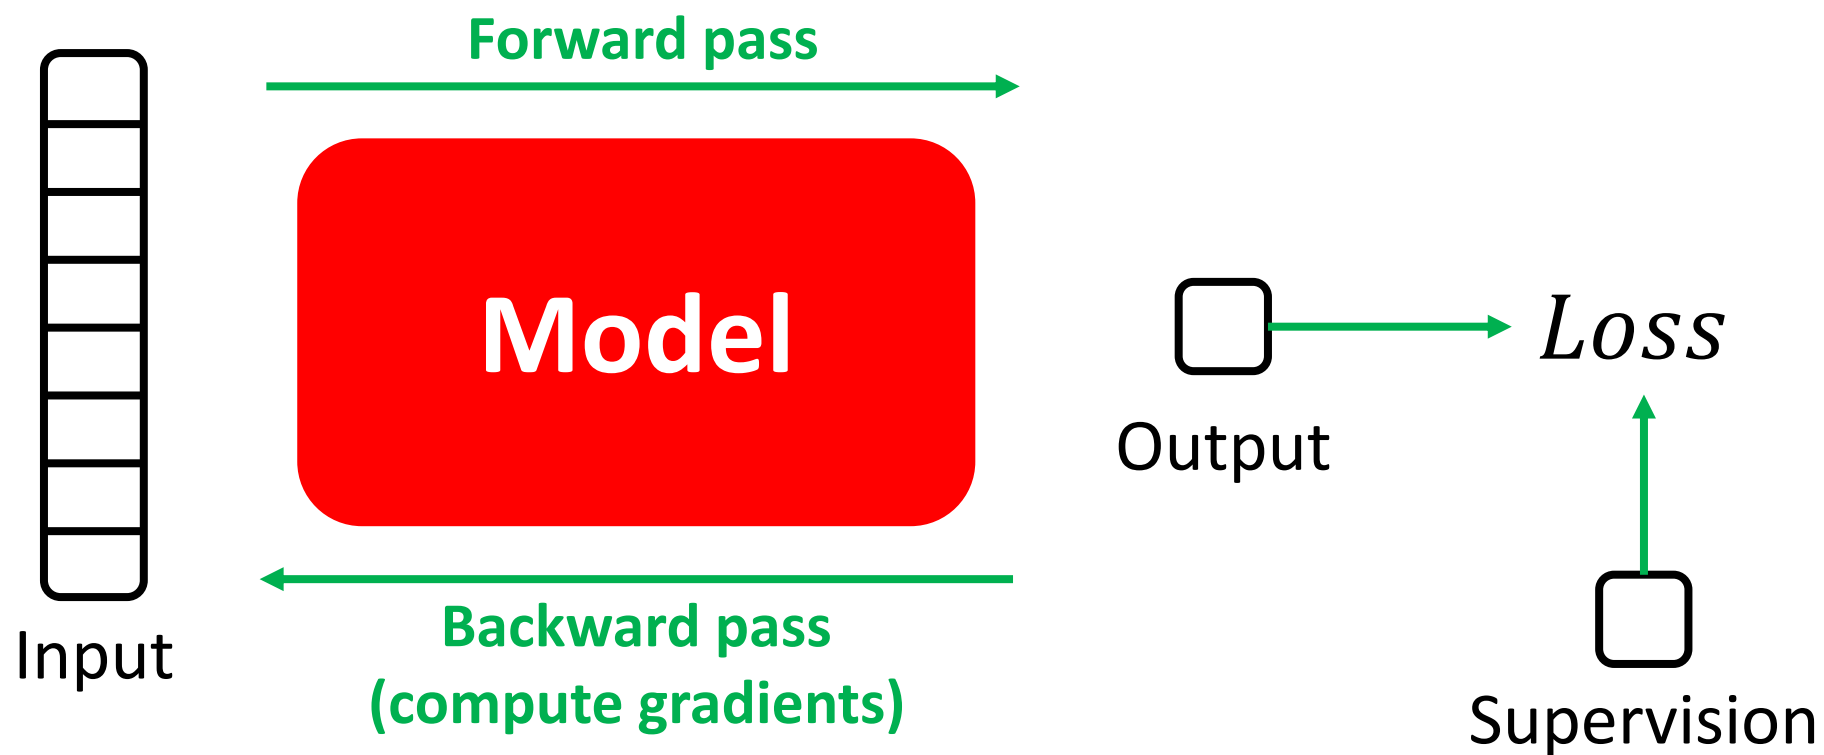 Forward pass
Model
Loss
Output
Backward pass
(compute gradients)
Input
Supervision